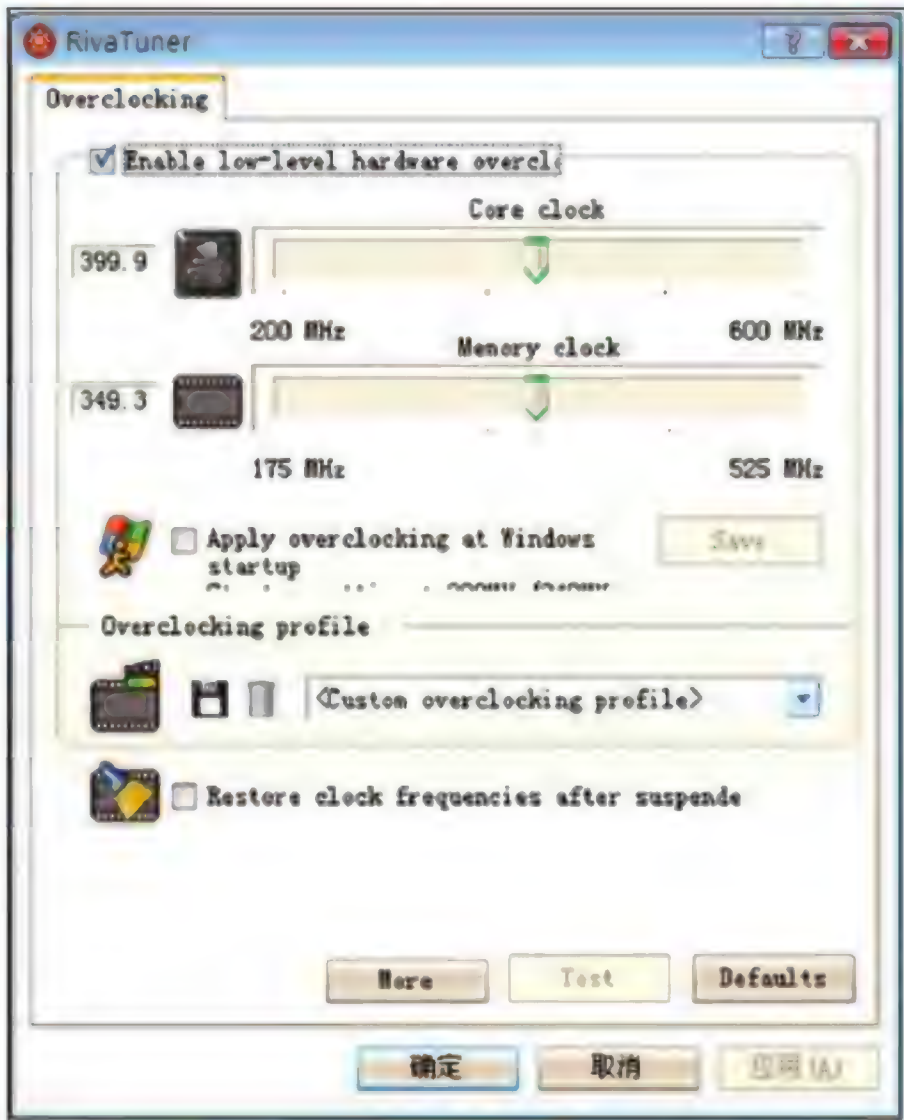 RivaTuner
Overclocking
Enable low-level hardware overcl
Core clock
399.9
200 MHz
600 MHz
Memory clock
349.3
175 MHz
525 MHz
Apply overclocking at Windows
Save
startup
Overclocking profile
<Custom overclocking profile>
Restore clock frequencies after suspende
More
Test
Defaults
确定
取消
应用(A)